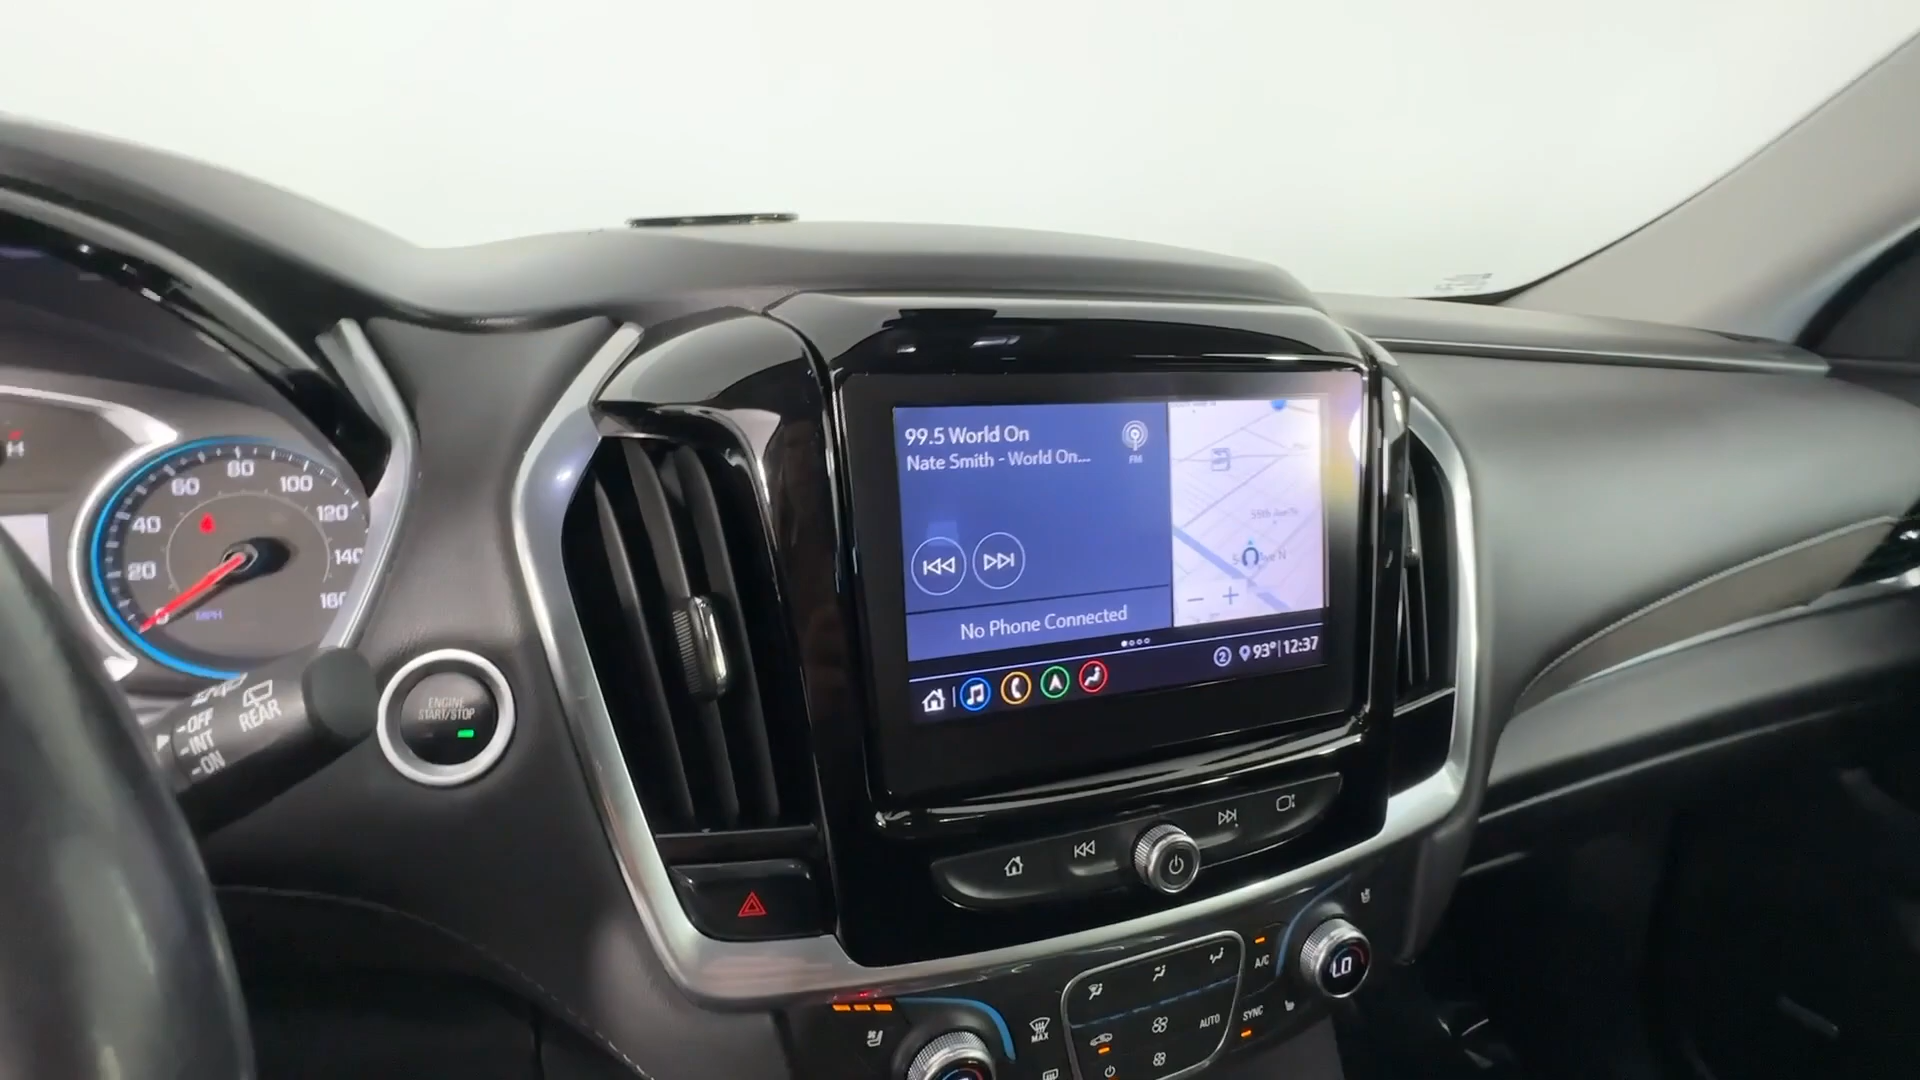 99.5 World On
Nate Smith - World On...
FM
No Phone Connected
2
93° 12:37
20
40
60
80
100
120
140
160
MPH
OFF
INT
ON
REAR
ENGINE
START/STOP
A/C
LO
MAX
AUTO
SYNC